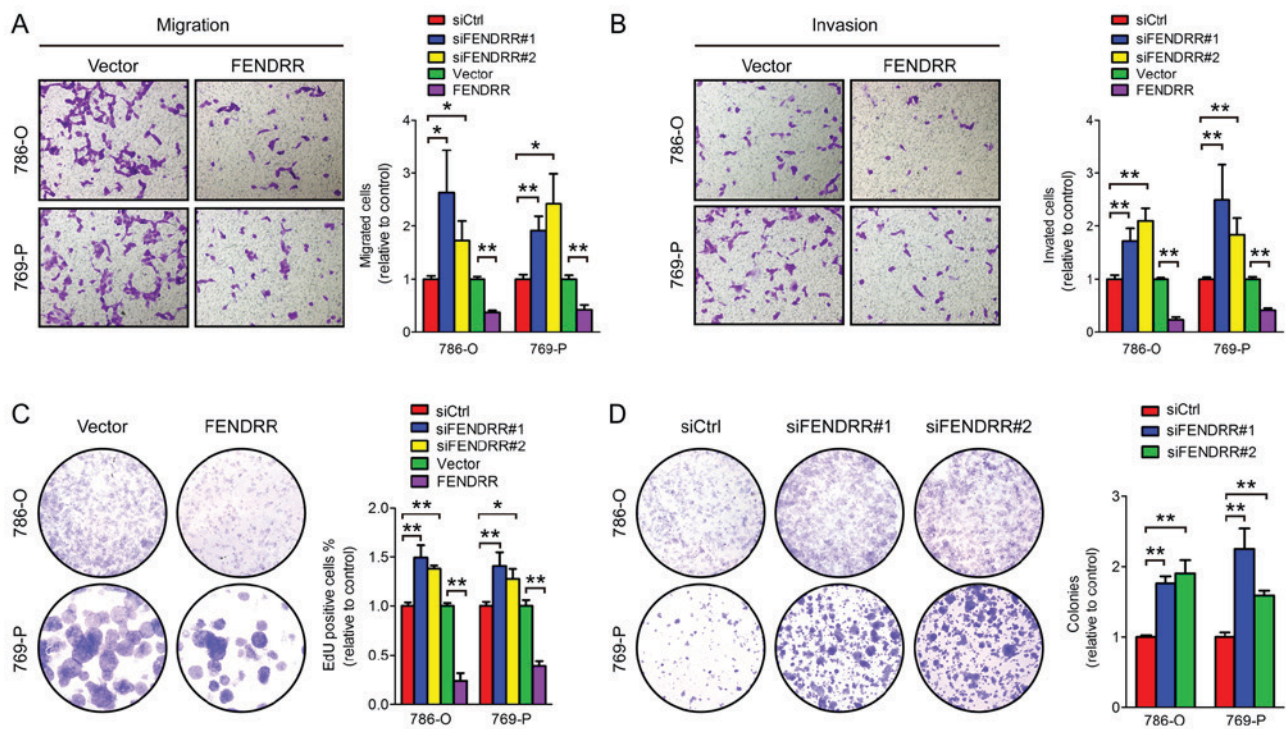 A
Migration
Vector
FENDRR
786-O
769-P
siCtrl
siFENDRR#1
siFENDRR#2
Vector
FENDRR
Migrated cells
(relative to control)
4
3
2
1
0
*
*
**
**
*
**
786-O
769-P
B
Invasion
Vector
FENDRR
786-O
769-P
siCtrl
siFENDRR#1
siFENDRR#2
Vector
FENDRR
Invated cells
(relative to control)
4
3
2
1
0
**
**
**
**
**
**
786-O
769-P
C
Vector
FENDRR
786-O
769-P
siCtrl
siFENDRR#1
siFENDRR#2
Vector
FENDRR
EdU positive cells %
(relative to control)
2.0
1.5
1.0
0.5
0.0
**
**
**
*
**
**
786-O
769-P
D
siCtrl
siFENDRR#1
siFENDRR#2
786-O
769-P
siCtrl
siFENDRR#1
siFENDRR#2
Colonies
(relative to control)
3
2
1
0
**
**
**
**
786-O
769-P